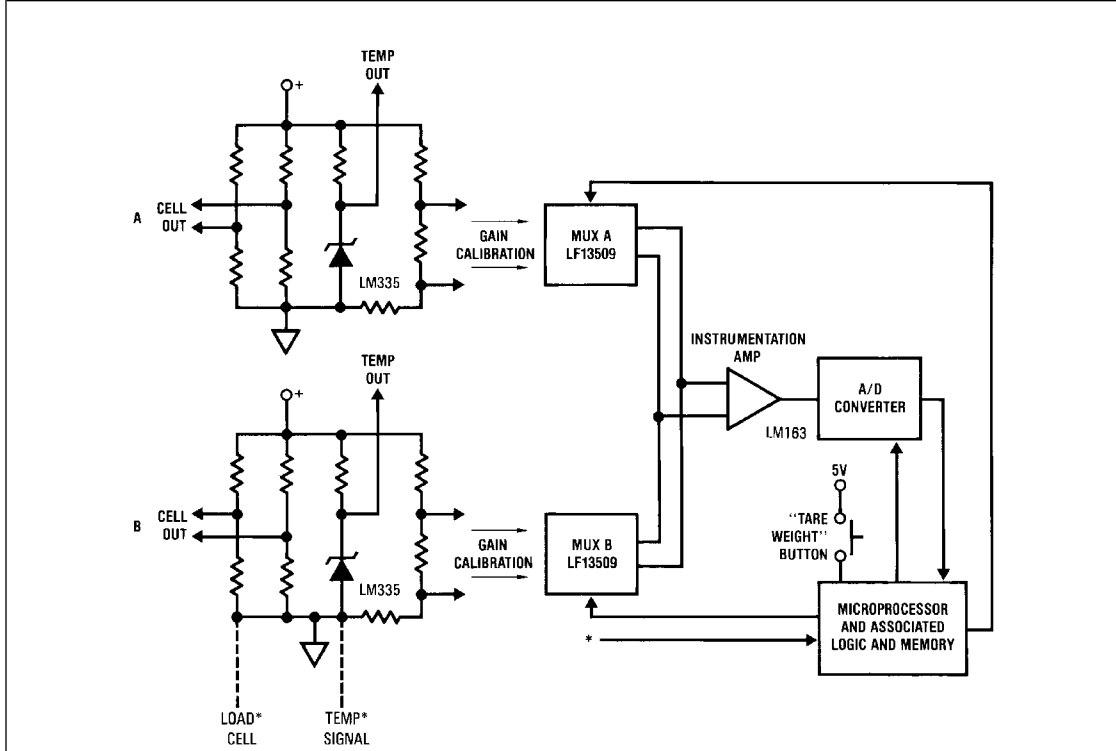 TEMP
OUT
+
A
CELL
OUT
LM335
GAIN
CALIBRATION
MUX A
LF13509
TEMP
OUT
+
B
CELL
OUT
LM335
GAIN
CALIBRATION
MUX B
LF13509
INSTRUMENTATION
AMP
LM163
A/D
CONVERTER
5V
"TARE
WEIGHT"
BUTTON
MICROPROCESSOR
AND ASSOCIATED
LOGIC AND MEMORY
*
LOAD*
CELL
TEMP*
SIGNAL